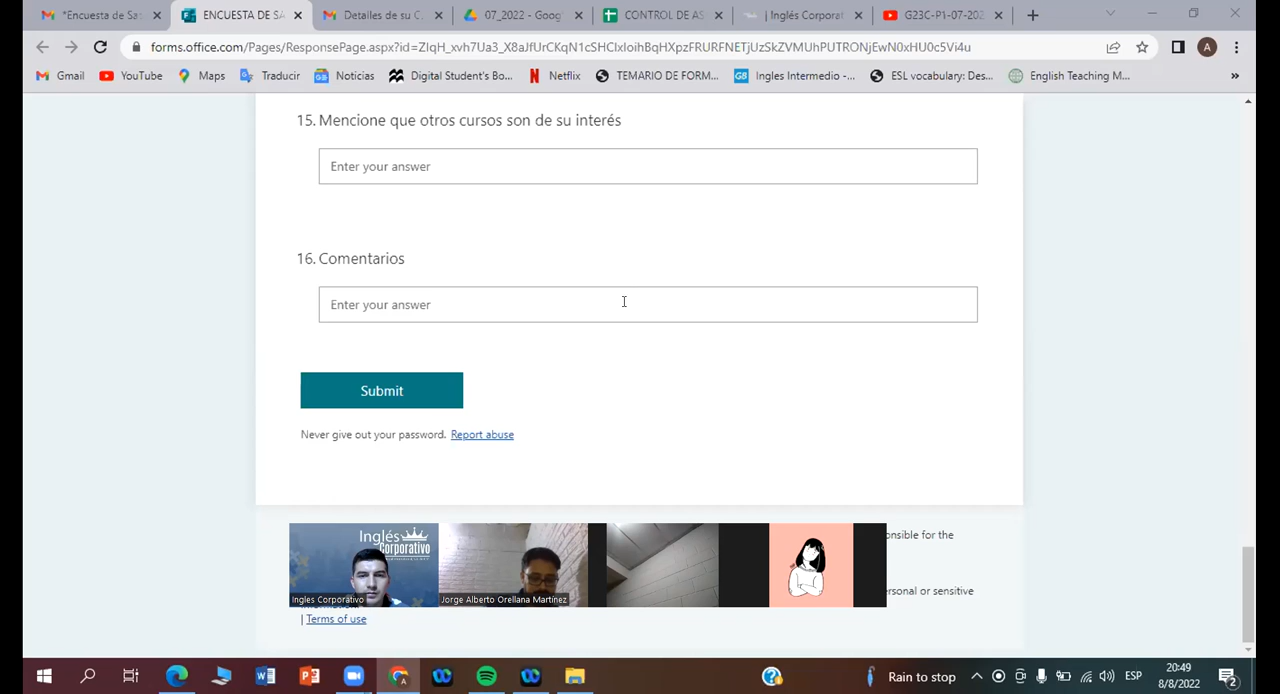 *Encuesta de Sa:
ENCUESTA DE SA
Detalles de su C
07_2022 - Goog
CONTROL DE AS
| Inglés Corporat
G23C-P1-07-202
forms.office.com/Pages/ResponsePage.aspx?id=ZIqH_xvh7Ua3_X8aJfUrCKqN1cSHCIxIoihBqHXpzFRURFNETjUzSkZVMUhPUTRONjEwN0xHU0c5Vi4u
A
Gmail
YouTube
Maps
Traducir
Noticias
Digital Student's Bo...
Netflix
TEMARIO DE FORM...
Ingles Intermedio -...
ESL vocabulary: Des...
English Teaching M...
»
15. Mencione que otros cursos son de su interés
Enter your answer
16. Comentarios
Enter your answer
Submit
Never give out your password. Report abuse
Inglés
Corporativo
Ingles Corporativo
Jorge Alberto Orellana Martínez
onsible for the
ersonal or sensitive
| Terms of use
Rain to stop
ESP
20:49
8/8/2022
2